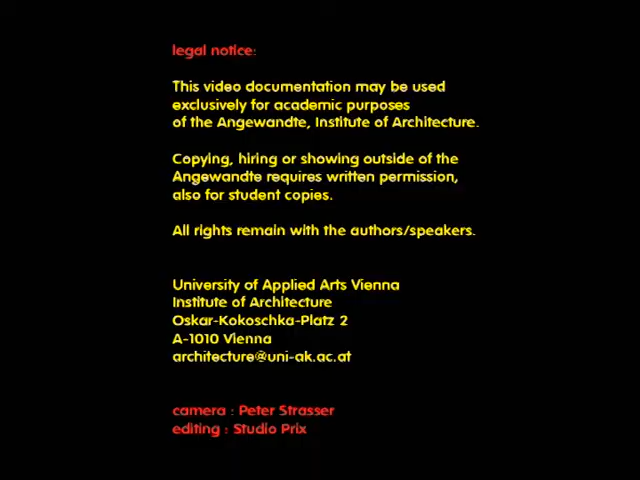 legal notice:
This video documentation may be used
exclusively for academic purposes
of the Angewandte, Institute of Architecture.
Copying, hiring or showing outside of the
Angewandte requires written permission,
also for student copies.
All rights remain with the authors/speakers.
University of Applied Arts Vienna
Institute of Architecture
Oskar-Kokoschka-Platz 2
A-1010 Vienna
architecture@uni-ak.ac.at
camera : Peter Strasser
editing : Studio Prix